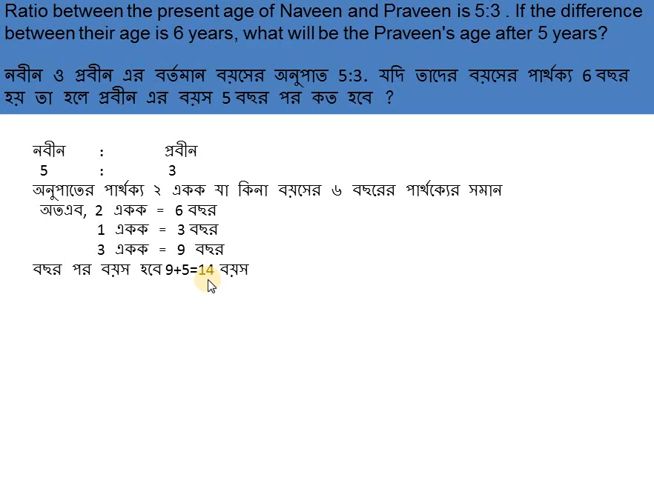 Ratio between the present age of Naveen and Praveen is 5:3 . If the difference
between their age is 6 years, what will be the Praveen's age after 5 years?
নবীন ও প্রবীন এর বর্তমান বয়সের অনুপাত 5:3. যদি তাদের বয়সের পার্থক্য 6 বছর
হয় তা হলে প্রবীন এর বয়স 5 বছর পর কত হবে ?
নবীন : প্রবীন
5 : 3
অনুপাতের পার্থক্য ২ একক যা কিনা বয়সের ৬ বছরের পার্থক্যের সমান
অতএব, 2 একক = 6 বছর
1 একক = 3 বছর
3 একক = 9 বছর
বছর পর বয়স হবে 9+5=14 বয়স